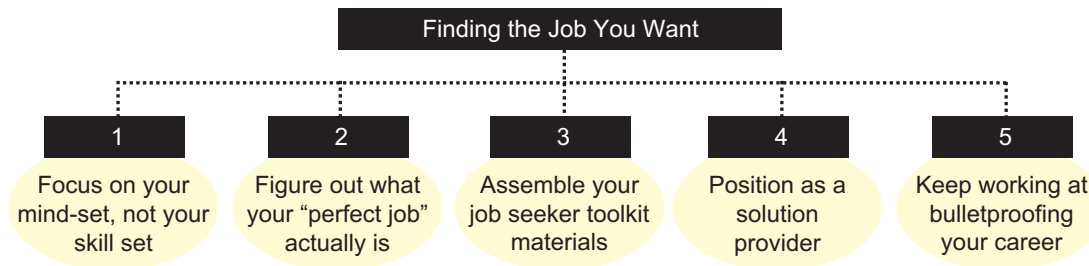 Finding the Job You Want
1
Focus on your
mind-set, not your
skill set
2
Figure out what
your “perfect job”
actually is
3
Assemble your
job seeker toolkit
materials
4
Position as a
solution
provider
5
Keep working at
bulletproofing
your career